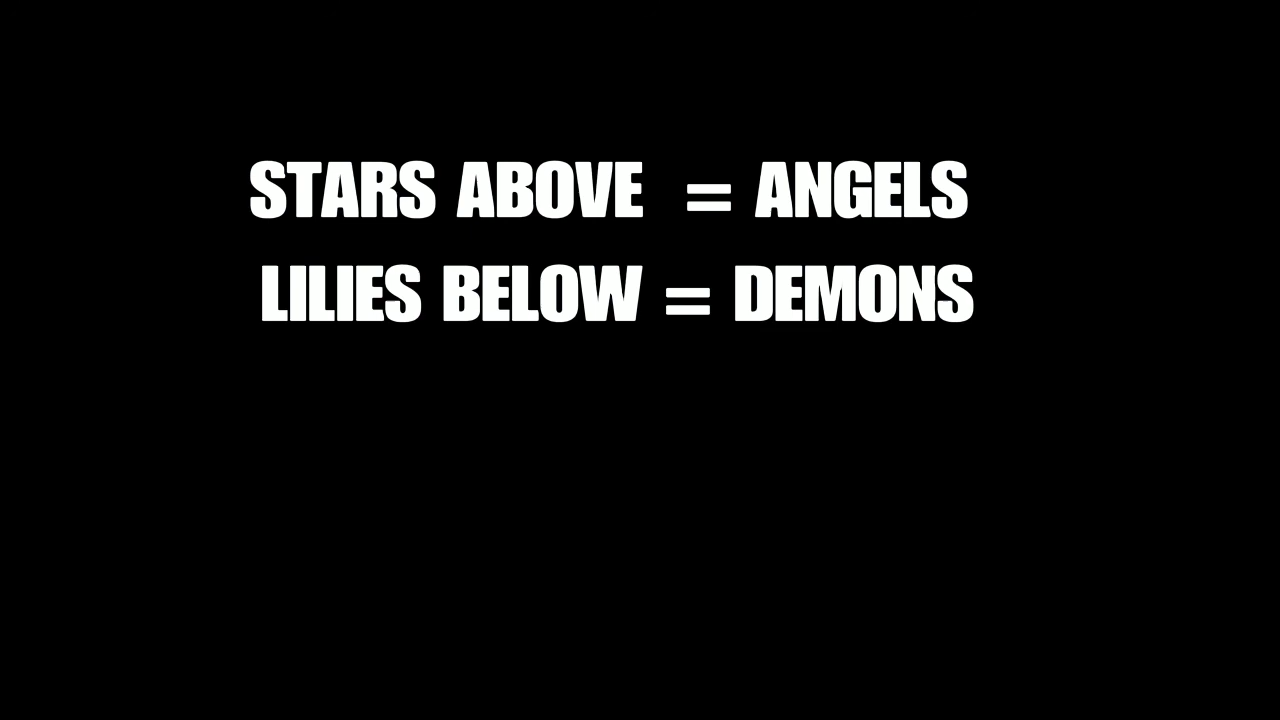 STARS ABOVE = ANGELS
LILIES BELOW = DEMONS